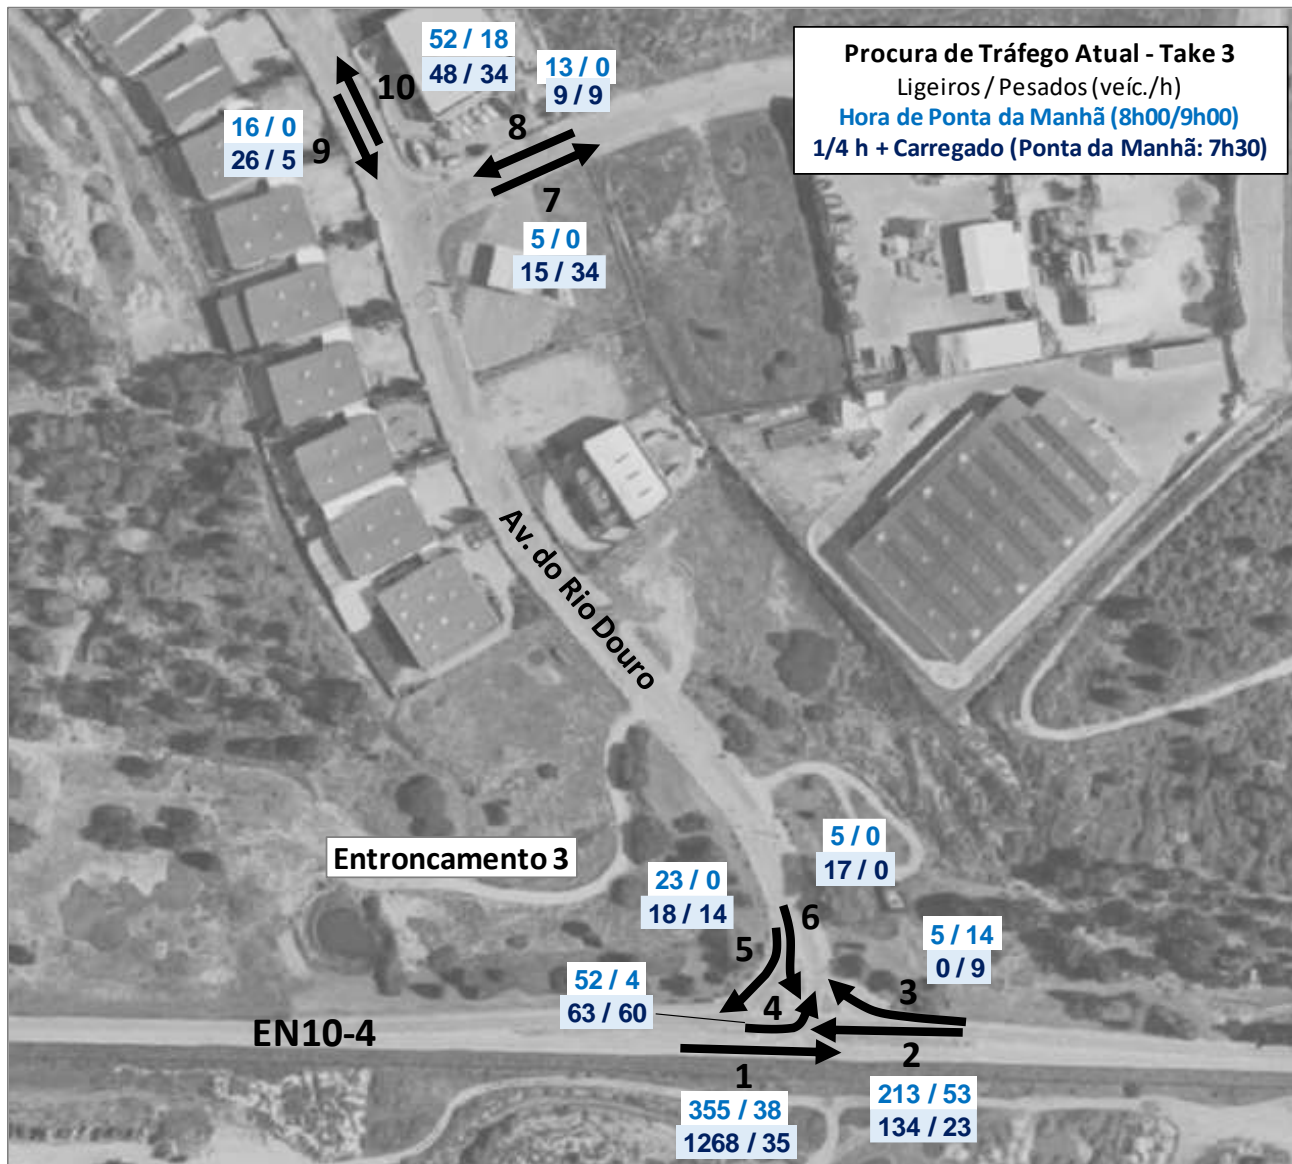 52 / 18
48 / 34
10
13 / 0
9 / 9
8
Procura de Tráfego Atual - Take 3
Ligeiros / Pesados (veíc./h)
Hora de Ponta da Manhã (8h00/9h00)
1/4 h + Carregado (Ponta da Manhã: 7h30)
16 / 0
26 / 5
9
7
5 / 0
15 / 34
Av. do Rio Douro
Entroncamento 3
5 / 0
17 / 0
23 / 0
18 / 14
6
5
5 / 14
0 / 9
52 / 4
63 / 60
4
3
EN10-4
1
2
355 / 38
1268 / 35
213 / 53
134 / 23